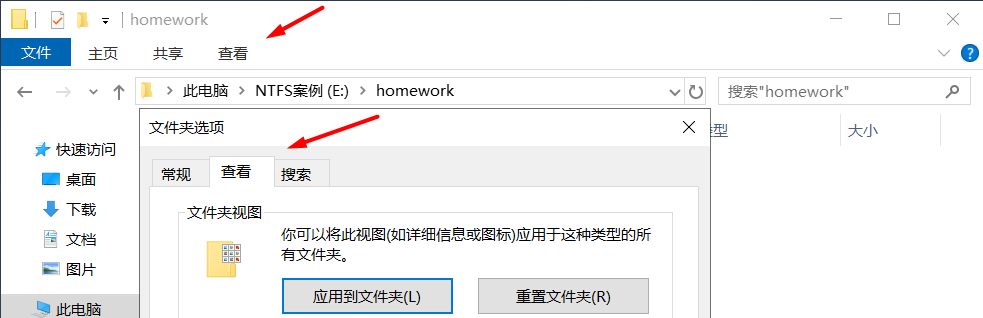 homework
文件 主页 共享 查看
此电脑 NTFS案例 (E:) homework 搜索"homework"
文件夹选项
类型 大小
快速访问
常规 查看 搜索
桌面
下载
文件夹视图
文档
你可以将此视图(如详细信息或图标)应用于这种类型的所
有文件夹。
图片
应用到文件夹(L) 重置文件夹(R)
此电脑